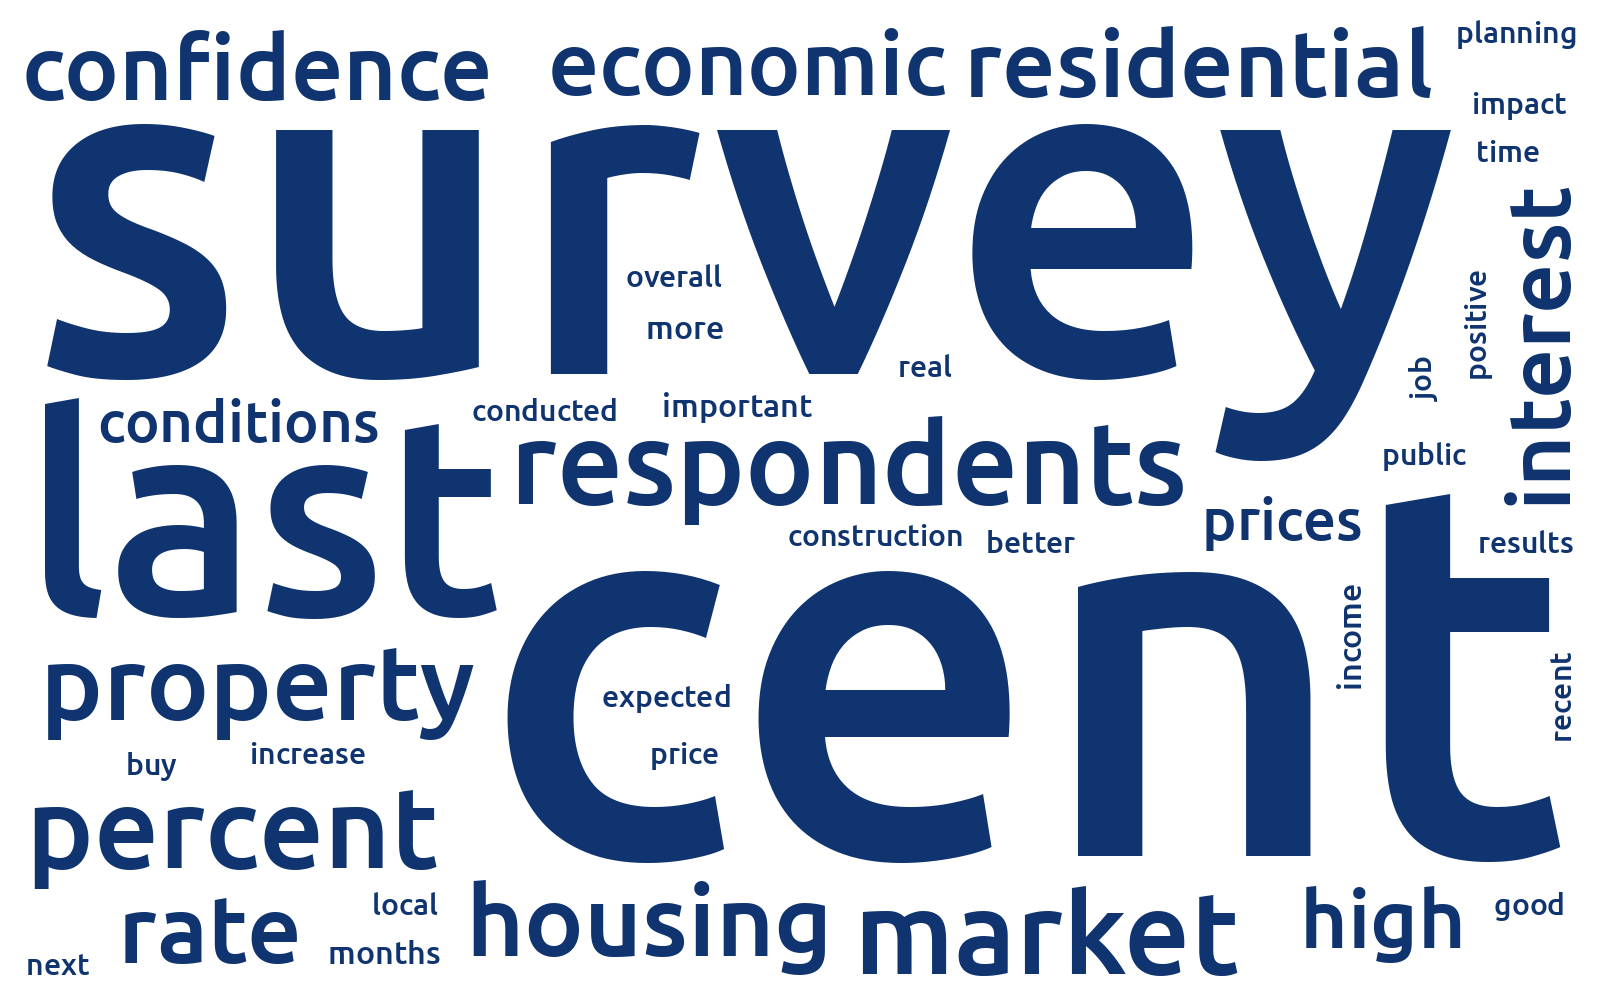 confidence
economic
residential
planning
impact
time
survey
interest
overall
positive
more
real
job
last
conditions
conducted
important
respondents
public
prices
construction
better
results
cent
income
property
expected
recent
buy
increase
price
percent
rate
local
housing
market
high
good
months
next